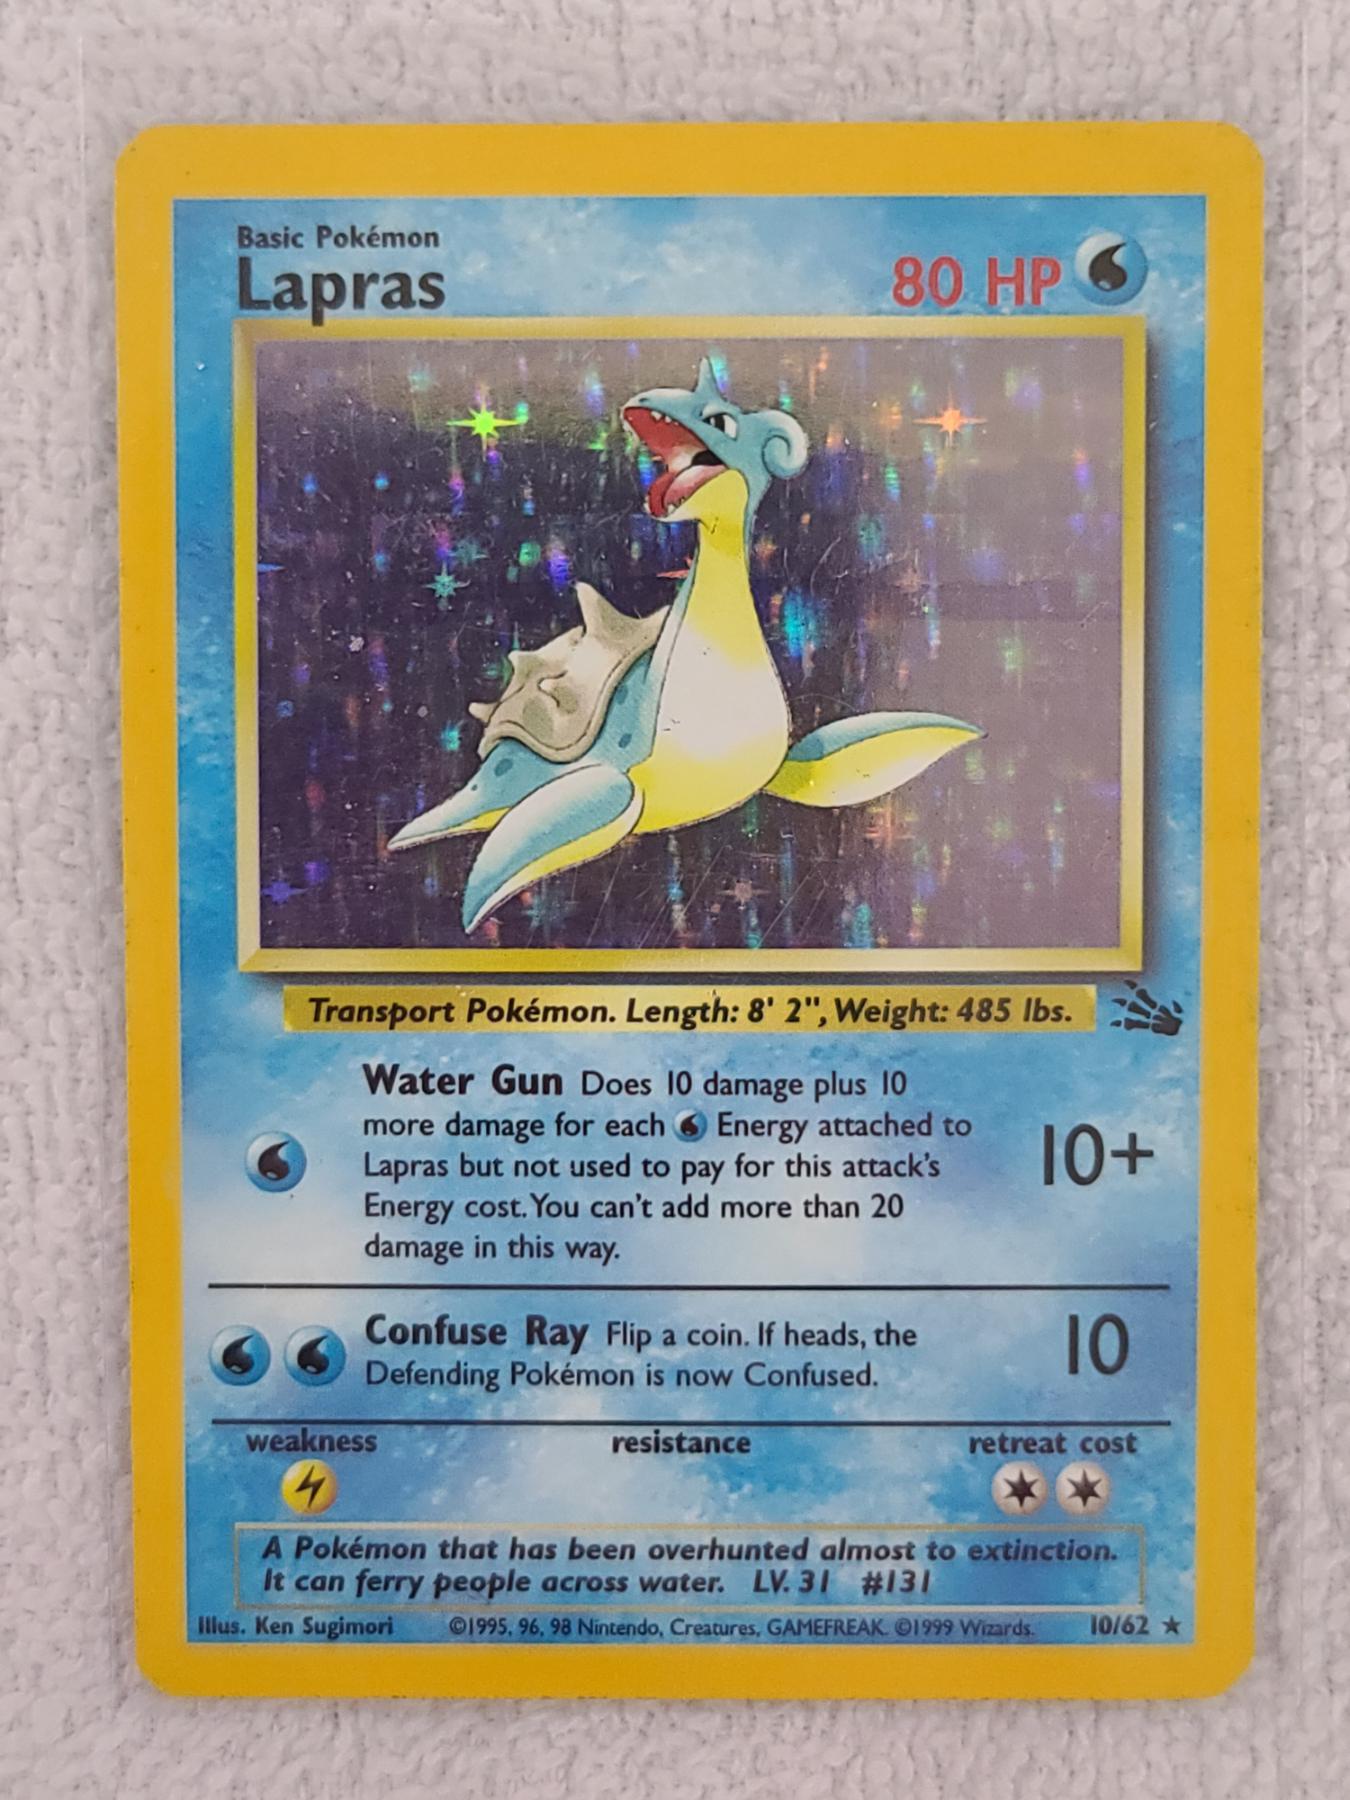 Basic Pokémon
Lapras
80 HP
Transport Pokémon. Length: 8' 2", Weight: 485 lbs.
Water Gun Does 10 damage plus 10
more damage for each Energy attached to
Lapras but not used to pay for this attack's
Energy cost. You can't add more than 20
damage in this way.
10+
Confuse Ray Flip a coin. If heads, the
Defending Pokémon is now Confused.
10
weakness resistance retreat cost
A Pokémon that has been overhunted almost to extinction.
It can ferry people across water. LV. 31 #131
Illus. Ken Sugimori ©1995, 96, 98 Nintendo, Creatures, GAMEFREAK. ©1999 Wizards. 10/62 ★